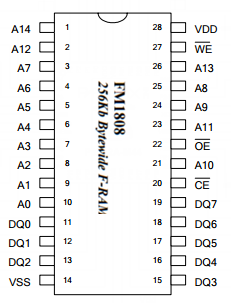 A14 1 28 VDD
A12 2 27 W̅E̅
A7 3 26 A13
A6 4 25 A8
A5 5 24 A9
A4 6 23 A11
A3 7 22 O̅E̅
A2 8 21 A10
A1 9 20 C̅E̅
A0 10 19 DQ7
DQ0 11 18 DQ6
DQ1 12 17 DQ5
DQ2 13 16 DQ4
VSS 14 15 DQ3
FM1808
256Kb Bytewide F-RAM